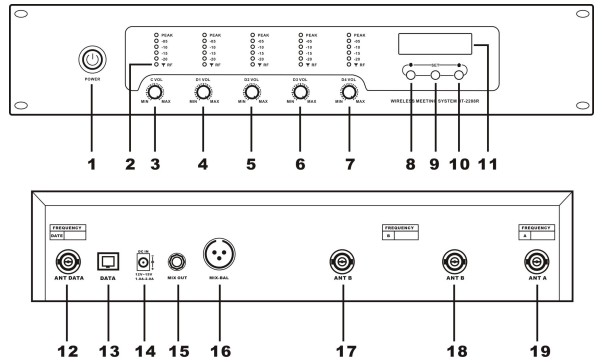 PEAK PEAK PEAK PEAK PEAK
-05 -05 -05 -05 -05
-10 -10 -10 -10 -10
-15 -15 -15 -15 -15
-20 -20 -20 -20 -20
RF RF RF RF RF
SET
POWER
C VOL D1 VOL D2 VOL D3 VOL D4 VOL
MIN MAX MIN MAX MIN MAX MIN MAX MIN MAX
WIRELESS MEETING SYSTEM
1 2 3 4 5 6 7 8 9 10 11
FREQUENCY FREQUENCY FREQUENCY
DATE B A
DC IN
ANT DATA DATA 12V~15V MIX OUT MIX-BAL ANT B ANT B ANT A
12 13 14 15 16 17 18 19